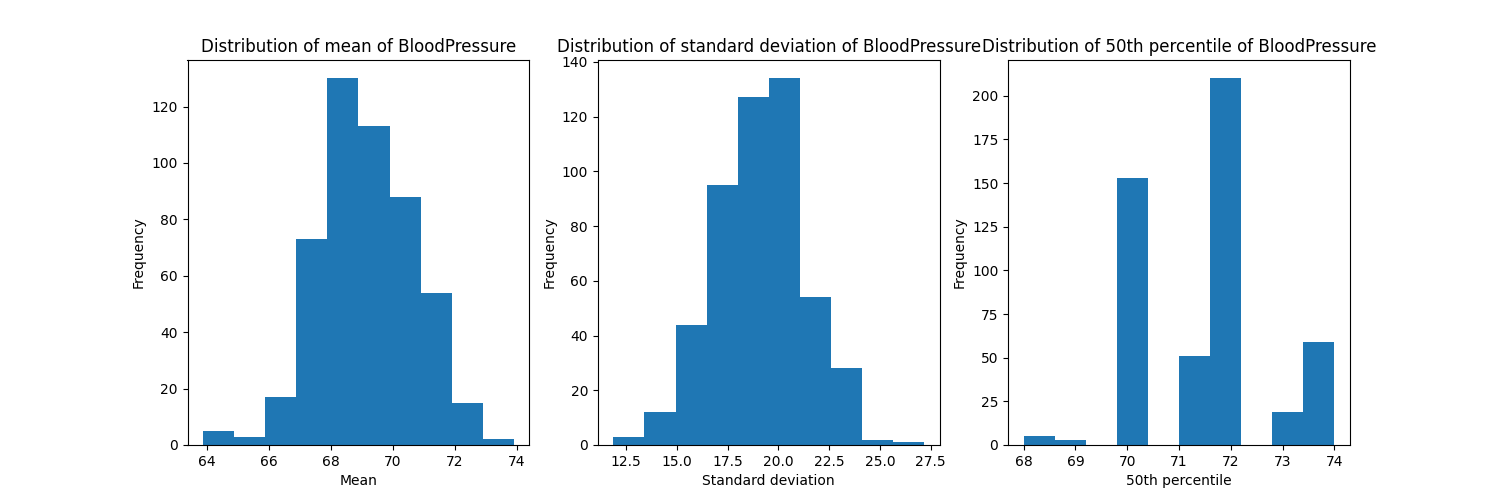 Distribution of mean of BloodPressure
120
100
80
60
40
20
0
Frequency
64 66 68 70 72 74
Mean
Distribution of standard deviation of BloodPressure
140
120
100
80
60
40
20
0
Frequency
12.5 15.0 17.5 20.0 22.5 25.0 27.5
Standard deviation
Distribution of 50th percentile of BloodPressure
200
175
150
125
100
75
50
25
0
Frequency
68 69 70 71 72 73 74
50th percentile